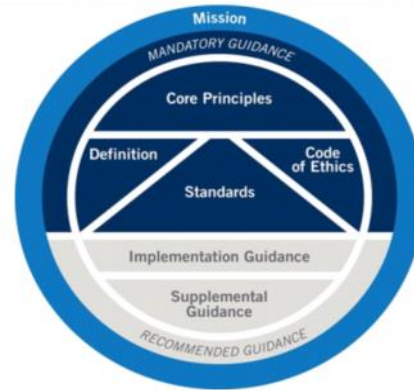 Mission
MANDATORY GUIDANCE
Core Principles
Definition
Code
of Ethics
Standards
Implementation Guidance
Supplemental
Guidance
RECOMMENDED GUIDANCE